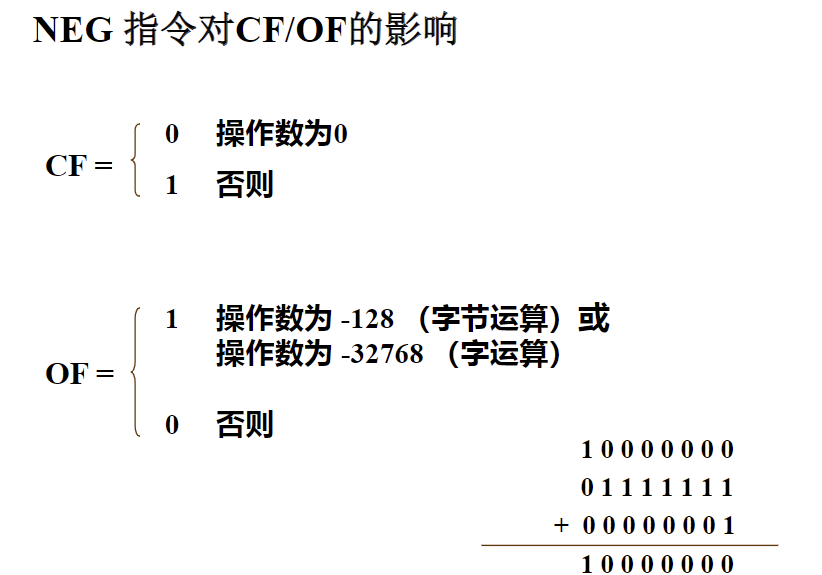 NEG 指令对CF/OF的影响
0 操作数为0
CF =
1 否则
1 操作数为 -128 （字节运算）或
操作数为 -32768 （字运算）
OF =
0 否则
1 0 0 0 0 0 0 0
0 1 1 1 1 1 1 1
+ 0 0 0 0 0 0 0 1
1 0 0 0 0 0 0 0